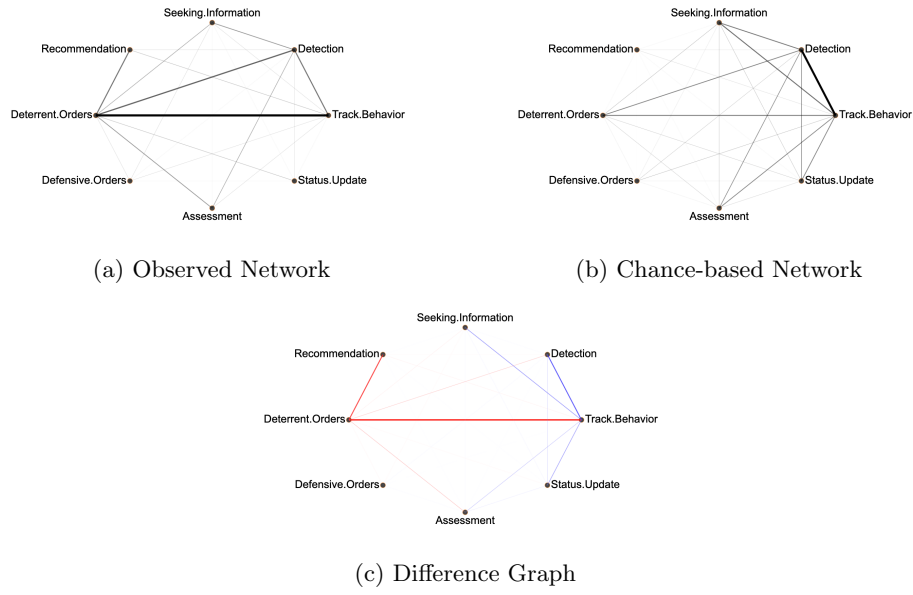 Seeking.Information
Recommendation
Detection
Deterrent.Orders
Track.Behavior
Defensive.Orders
Status.Update
Assessment
(a) Observed Network
Seeking.Information
Recommendation
Detection
Deterrent.Orders
Track.Behavior
Defensive.Orders
Status.Update
Assessment
(b) Chance-based Network
Seeking.Information
Recommendation
Detection
Deterrent.Orders
Track.Behavior
Defensive.Orders
Status.Update
Assessment
(c) Difference Graph